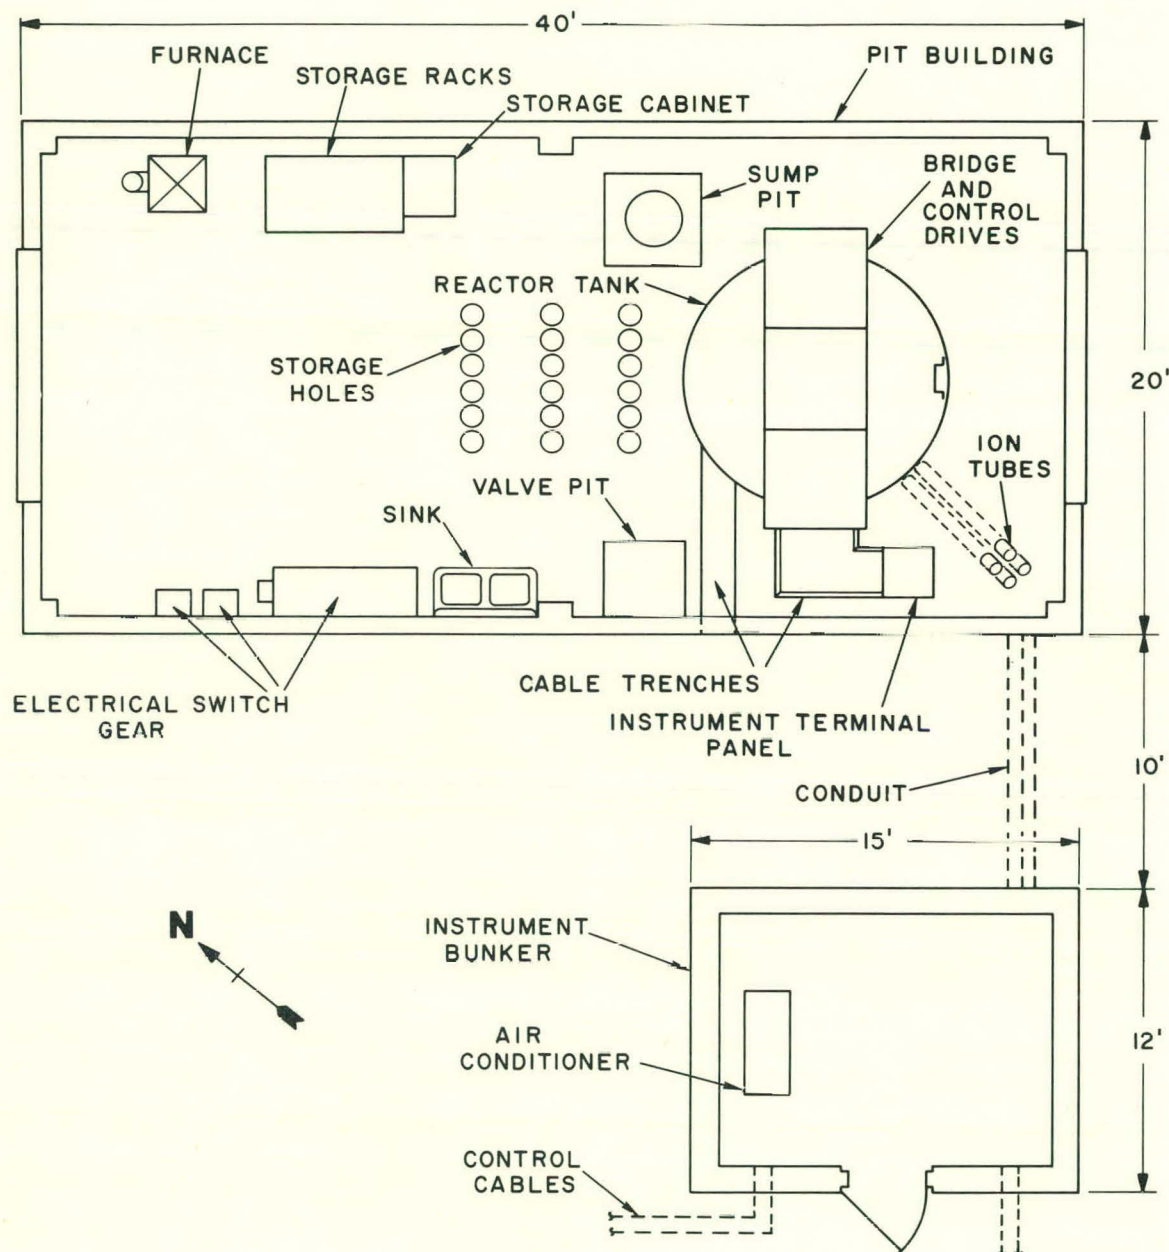 40'
FURNACE
STORAGE RACKS
STORAGE CABINET
PIT BUILDING
SUMP
PIT
BRIDGE
AND
CONTROL
DRIVES
REACTOR TANK
STORAGE
HOLES
20'
ION
TUBES
VALVE PIT
SINK
ELECTRICAL SWITCH
GEAR
CABLE TRENCHES
INSTRUMENT TERMINAL
PANEL
10'
CONDUIT
15'
N
INSTRUMENT
BUNKER
AIR
CONDITIONER
12'
CONTROL
CABLES